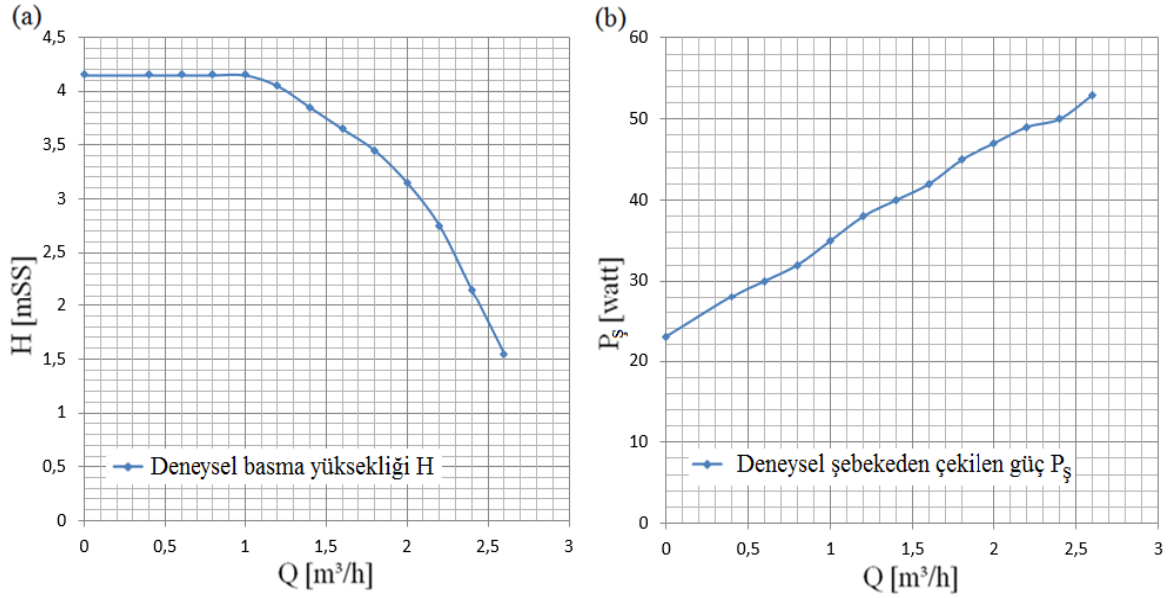 (a)
H [mSS]
4,5
4
3,5
3
2,5
2
1,5
1
0,5
0
Deneysel basma yüksekliği H
0 0,5 1 1,5 2 2,5 3
Q [m³/h]
(b)
Pş [watt]
60
50
40
30
20
10
0
Deneysel şebekeden çekilen güç Pş
0 0,5 1 1,5 2 2,5 3
Q [m³/h]